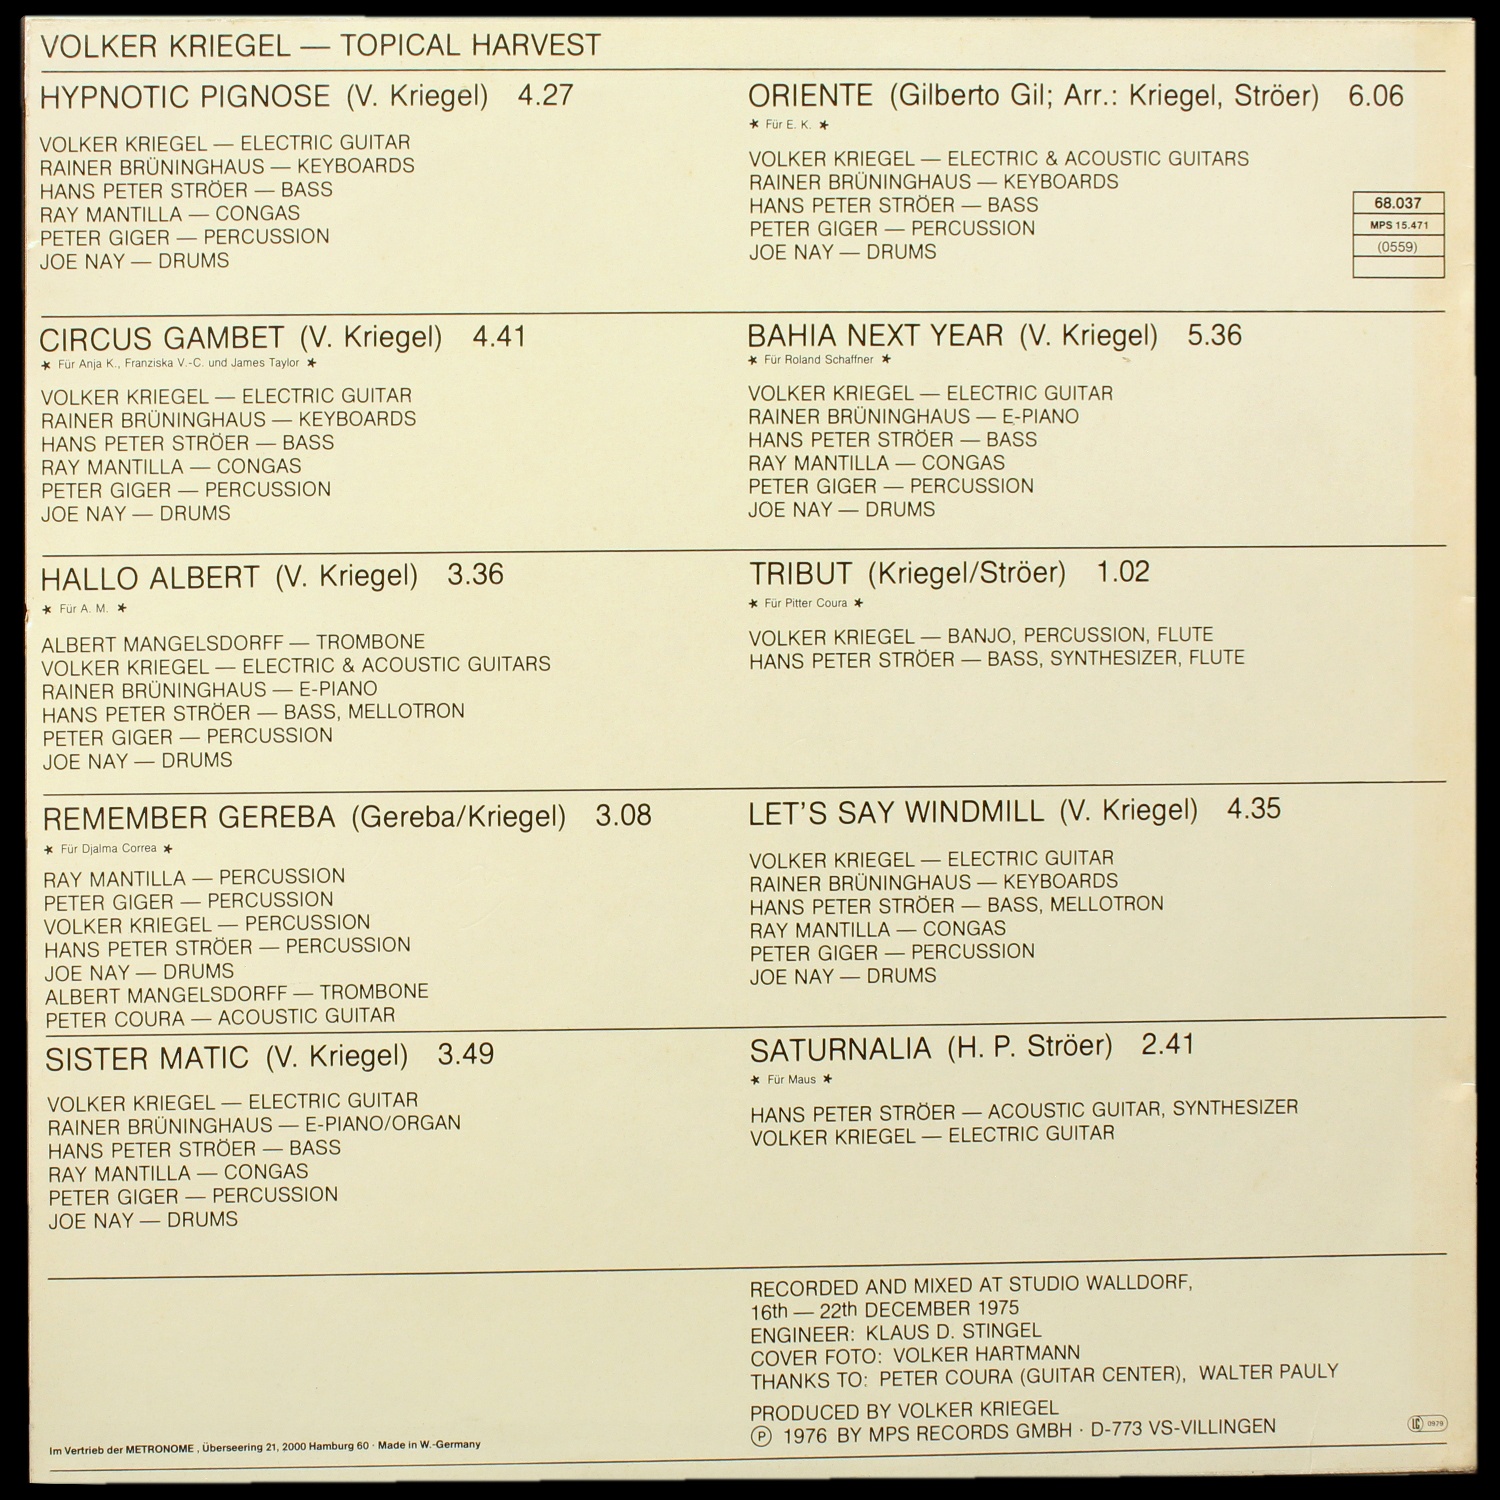 VOLKER KRIEGEL — TOPICAL HARVEST
HYPNOTIC PIGNOSE (V. Kriegel) 4.27
VOLKER KRIEGEL — ELECTRIC GUITAR
RAINER BRÜNINGHAUS — KEYBOARDS
HANS PETER STRÖER — BASS
RAY MANTILLA — CONGAS
PETER GIGER — PERCUSSION
JOE NAY — DRUMS
CIRCUS GAMBET (V. Kriegel) 4.41
★ Für Anja K., Franziska V.-C. und James Taylor ★
VOLKER KRIEGEL — ELECTRIC GUITAR
RAINER BRÜNINGHAUS — KEYBOARDS
HANS PETER STRÖER — BASS
RAY MANTILLA — CONGAS
PETER GIGER — PERCUSSION
JOE NAY — DRUMS
HALLO ALBERT (V. Kriegel) 3.36
★ Für A. M. ★
ALBERT MANGELSDORFF — TROMBONE
VOLKER KRIEGEL — ELECTRIC & ACOUSTIC GUITARS
RAINER BRÜNINGHAUS — E-PIANO
HANS PETER STRÖER — BASS, MELLOTRON
PETER GIGER — PERCUSSION
JOE NAY — DRUMS
REMEMBER GEREBA (Gereba/Kriegel) 3.08
★ Für Djalma Correa ★
RAY MANTILLA — PERCUSSION
PETER GIGER — PERCUSSION
VOLKER KRIEGEL — PERCUSSION
HANS PETER STRÖER — PERCUSSION
JOE NAY — DRUMS
ALBERT MANGELSDORFF — TROMBONE
PETER COURA — ACOUSTIC GUITAR
SISTER MATIC (V. Kriegel) 3.49
VOLKER KRIEGEL — ELECTRIC GUITAR
RAINER BRÜNINGHAUS — E-PIANO/ORGAN
HANS PETER STRÖER — BASS
RAY MANTILLA — CONGAS
PETER GIGER — PERCUSSION
JOE NAY — DRUMS
Im Vertrieb der METRONOME , Überseering 21, 2000 Hamburg 60 · Made in W.-Germany
ORIENTE (Gilberto Gil; Arr.: Kriegel, Ströer) 6.06
★ Für E. K. ★
VOLKER KRIEGEL — ELECTRIC & ACOUSTIC GUITARS
RAINER BRÜNINGHAUS — KEYBOARDS
HANS PETER STRÖER — BASS
PETER GIGER — PERCUSSION
JOE NAY — DRUMS
68.037
MPS 15.471
(0559)
BAHIA NEXT YEAR (V. Kriegel) 5.36
★ Für Roland Schaffner ★
VOLKER KRIEGEL — ELECTRIC GUITAR
RAINER BRÜNINGHAUS — E-PIANO
HANS PETER STRÖER — BASS
RAY MANTILLA — CONGAS
PETER GIGER — PERCUSSION
JOE NAY — DRUMS
TRIBUT (Kriegel/Ströer) 1.02
★ Für Pitter Coura ★
VOLKER KRIEGEL — BANJO, PERCUSSION, FLUTE
HANS PETER STRÖER — BASS, SYNTHESIZER, FLUTE
LET'S SAY WINDMILL (V. Kriegel) 4.35
VOLKER KRIEGEL — ELECTRIC GUITAR
RAINER BRÜNINGHAUS — KEYBOARDS
HANS PETER STRÖER — BASS, MELLOTRON
RAY MANTILLA — CONGAS
PETER GIGER — PERCUSSION
JOE NAY — DRUMS
SATURNALIA (H. P. Ströer) 2.41
★ Für Maus ★
HANS PETER STRÖER — ACOUSTIC GUITAR, SYNTHESIZER
VOLKER KRIEGEL — ELECTRIC GUITAR
RECORDED AND MIXED AT STUDIO WALLDORF,
16th — 22th DECEMBER 1975
ENGINEER: KLAUS D. STINGEL
COVER FOTO: VOLKER HARTMANN
THANKS TO: PETER COURA (GUITAR CENTER), WALTER PAULY
PRODUCED BY VOLKER KRIEGEL
Ⓟ 1976 BY MPS RECORDS GMBH · D-773 VS-VILLINGEN
LC 0979